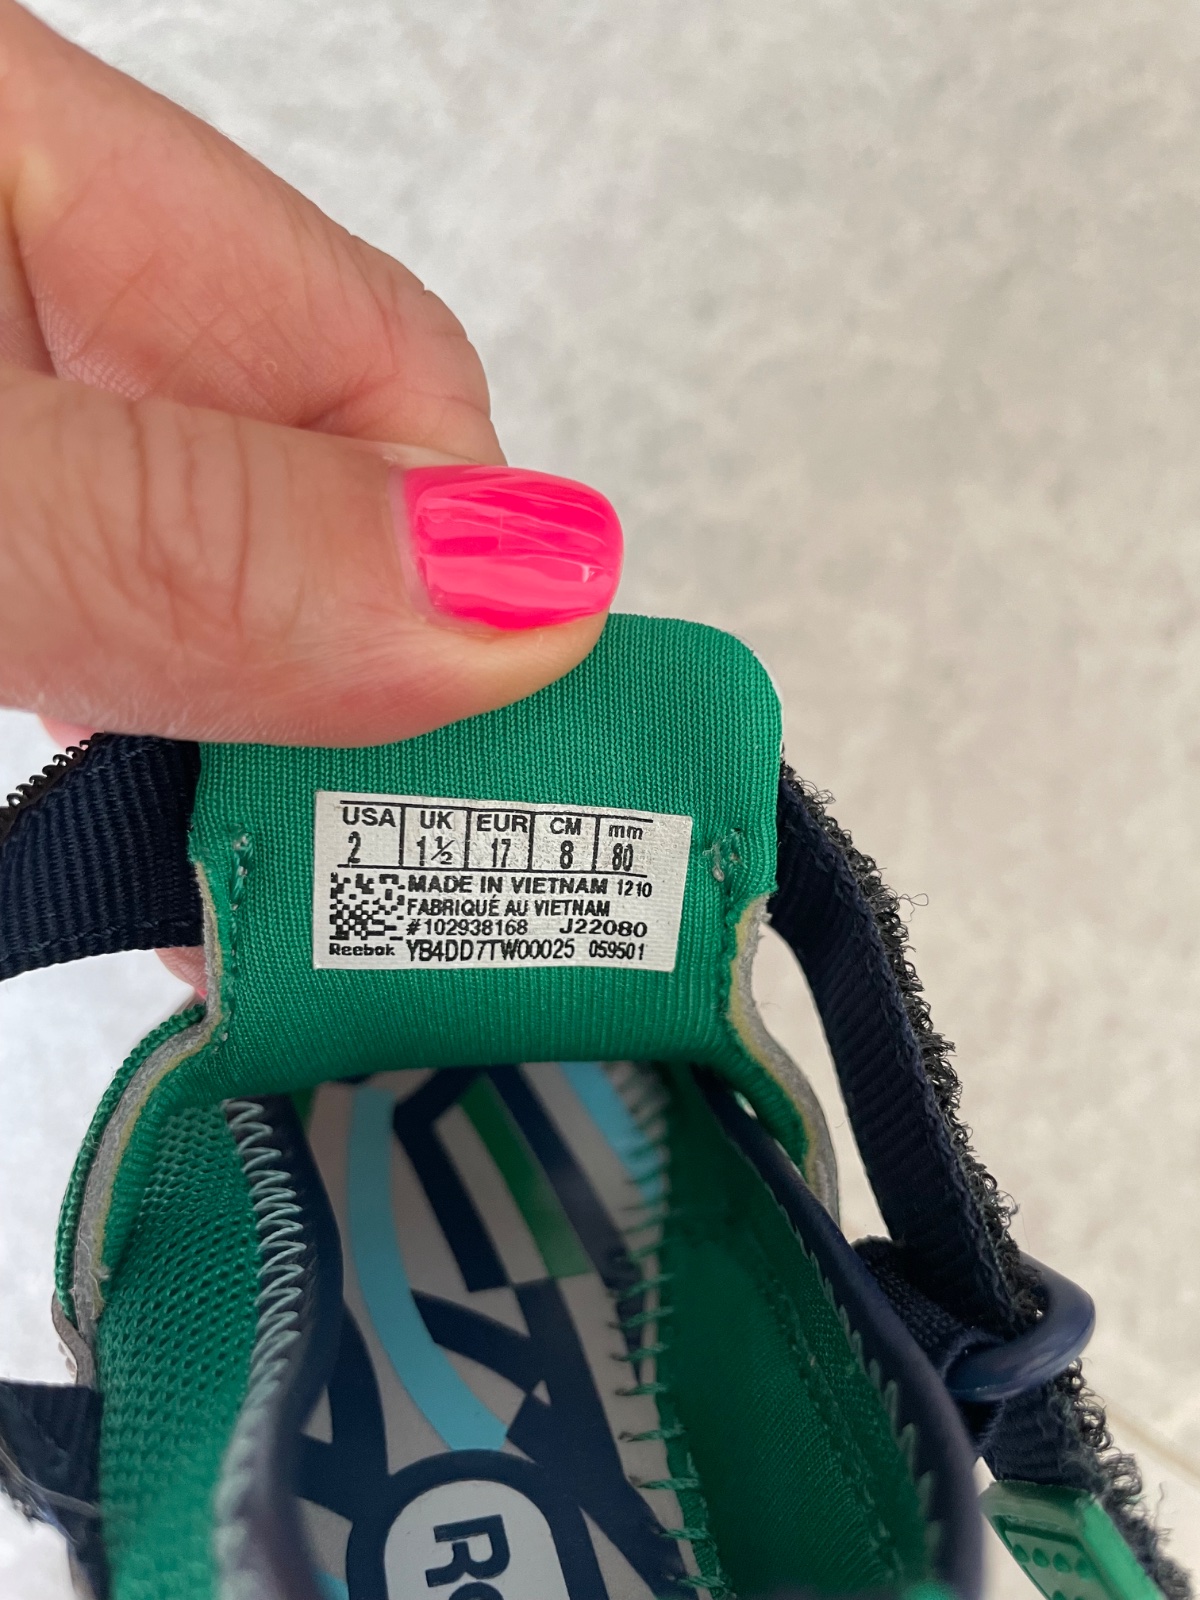 USA UK EUR CM mm
2 1½ 17 8 80
MADE IN VIETNAM 1210
FABRIQUÉ AU VIETNAM
#102938168 J22080
Reebok YB4DD7TW00025 059501
Re